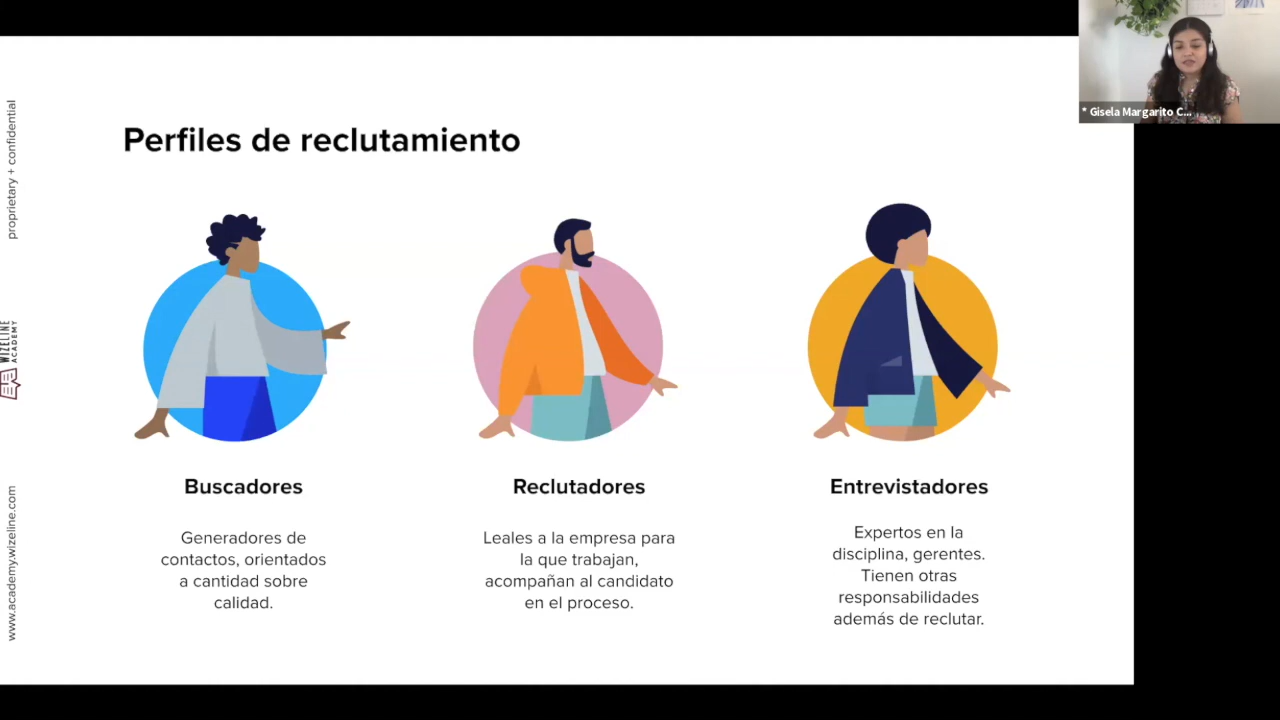 Perfiles de reclutamiento
Buscadores
Generadores de
contactos, orientados
a cantidad sobre
calidad.
Reclutadores
Leales a la empresa para
la que trabajan,
acompañan al candidato
en el proceso.
Entrevistadores
Expertos en la
disciplina, gerentes.
Tienen otras
responsabilidades
además de reclutar.
proprietary + confidential
WIZELINE
ACADEMY
www.academy.wizeline.com
* Gisela Margarito C...